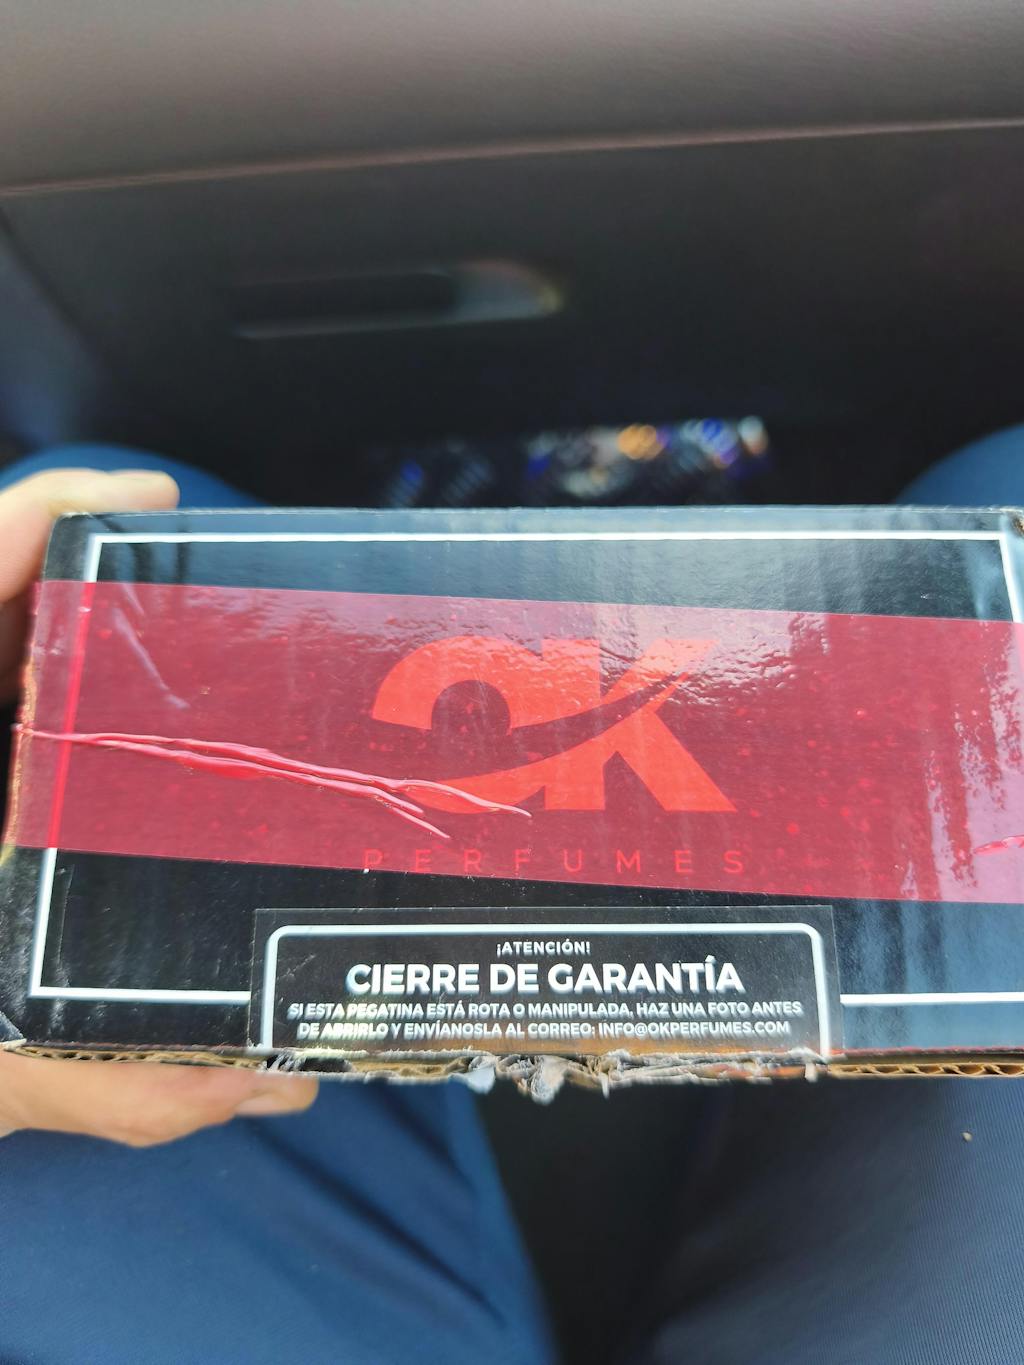 OK
PERFUMES
¡ATENCIÓN!
CIERRE DE GARANTÍA
SI ESTA PEGATINA ESTÁ ROTA O MANIPULADA, HAZ UNA FOTO ANTES
DE ABRIRLO Y ENVÍANOSLA AL CORREO: INFO@OKPERFUMES.COM